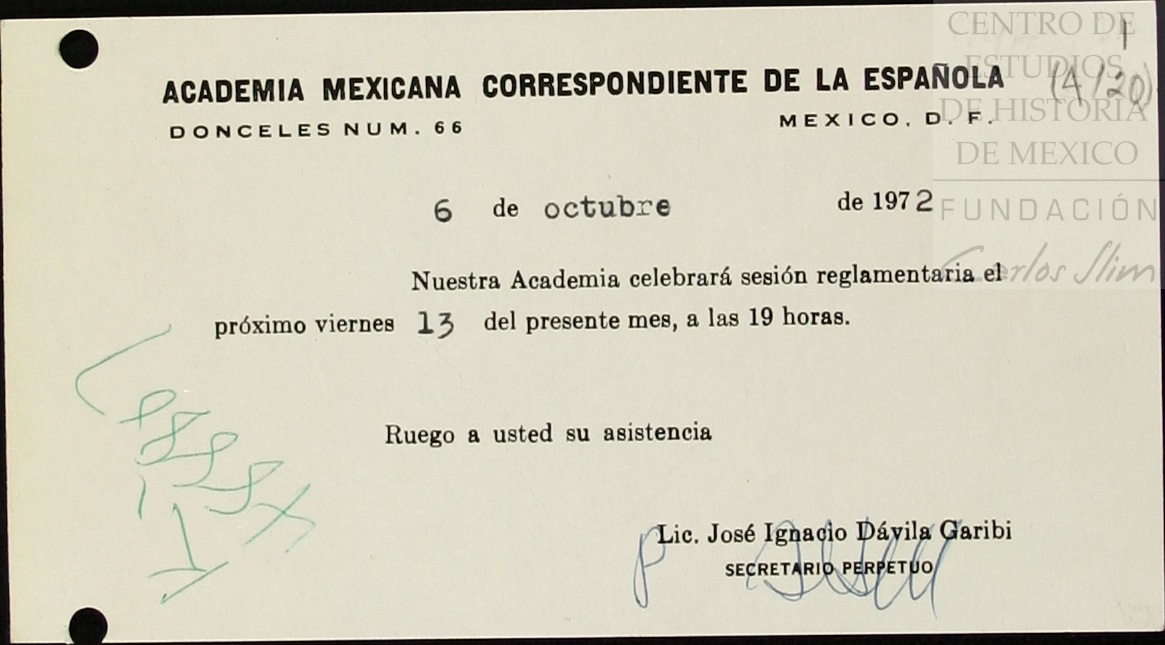 CENTRO DE
ESTUDIOS
DE HISTORIA
DE MEXICO
FUNDACIÓN
Carlos Slim
ACADEMIA MEXICANA CORRESPONDIENTE DE LA ESPAÑOLA
DONCELES NUM. 66 MEXICO, D. F.
6 de octubre de 1972
Nuestra Academia celebrará sesión reglamentaria el
próximo viernes 13 del presente mes, a las 19 horas.
Ruego a usted su asistencia
Lic. José Ignacio Dávila Garibi
SECRETARIO PERPETUO